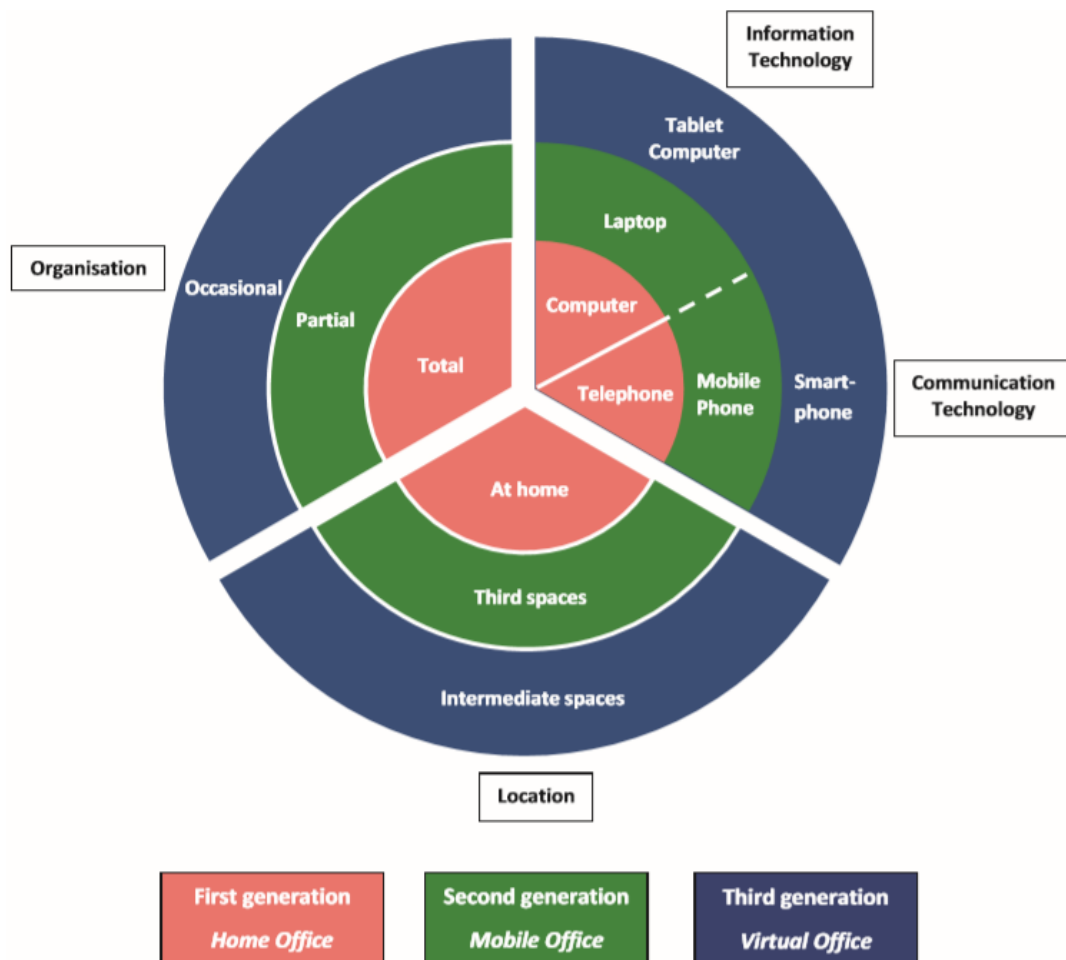 Information
Technology
Tablet
Computer
Laptop
Organisation
Occasional
Partial
Computer
Total
Telephone
Mobile
Phone
Smart-
phone
Communication
Technology
At home
Third spaces
Intermediate spaces
Location
First generation
Home Office
Second generation
Mobile Office
Third generation
Virtual Office